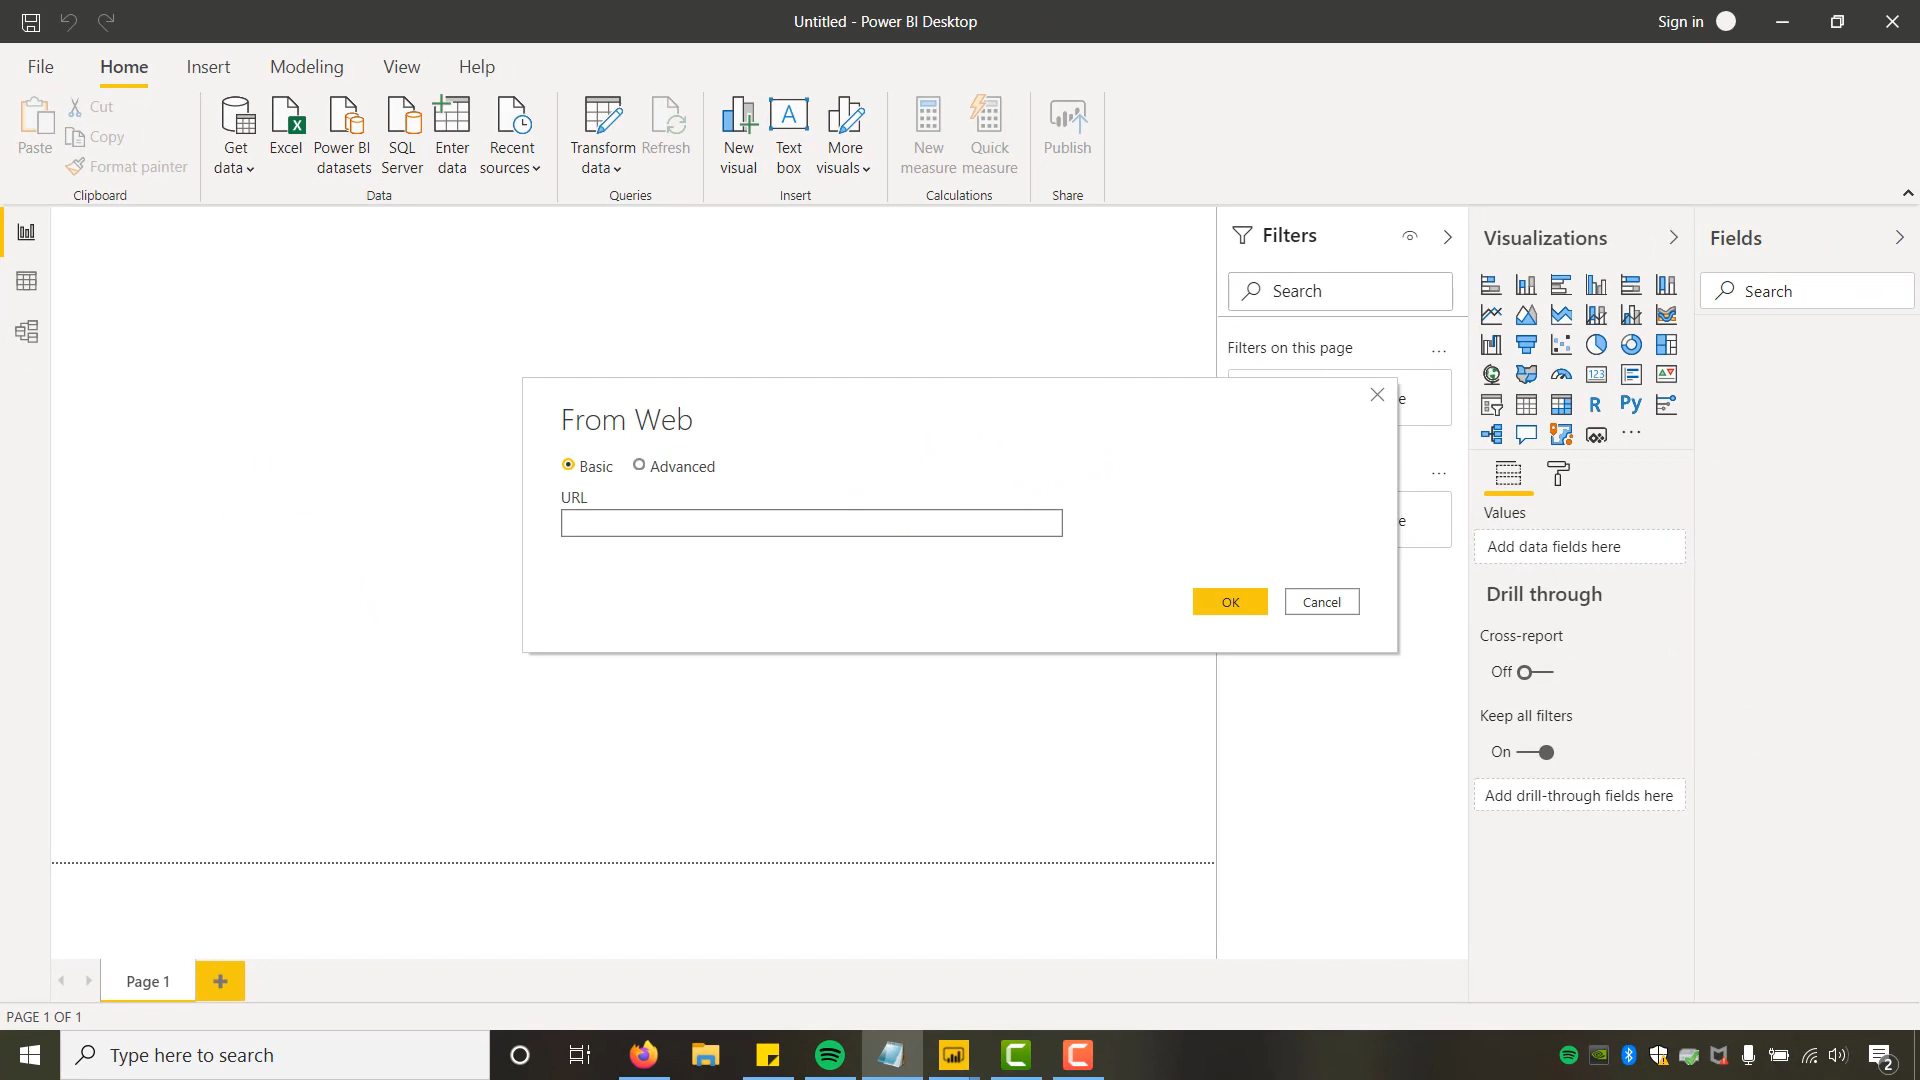 Untitled - Power BI Desktop
Sign in
File Home Insert Modeling View Help
Paste
Cut
Copy
Format painter
Clipboard
Get data
Excel
Power BI datasets
SQL Server
Enter data
Recent sources
Data
Transform data
Refresh
Queries
New visual
A
Text box
More visuals
Insert
New measure
Quick measure
Calculations
Publish
Share
Filters
Search
Filters on this page
...
e
...
e
Visualizations
123
R
Py
...
Values
Add data fields here
Drill through
Cross-report
Off
Keep all filters
On
Add drill-through fields here
Fields
Search
From Web
Basic Advanced
URL
OK Cancel
Page 1
PAGE 1 OF 1
Type here to search
2